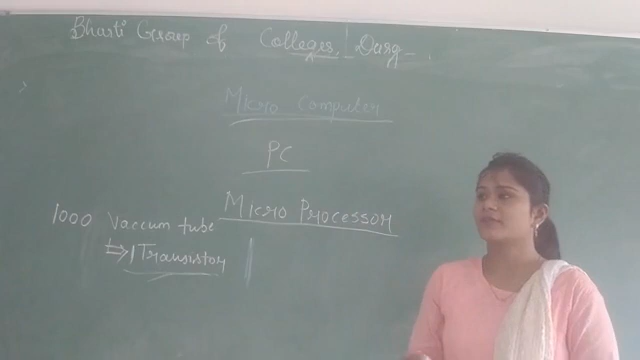 Bharti Group of Colleges, Durg
Micro Computer
PC
Micro Processor
1000 Vaccum tube
⇒ 1 Transistor